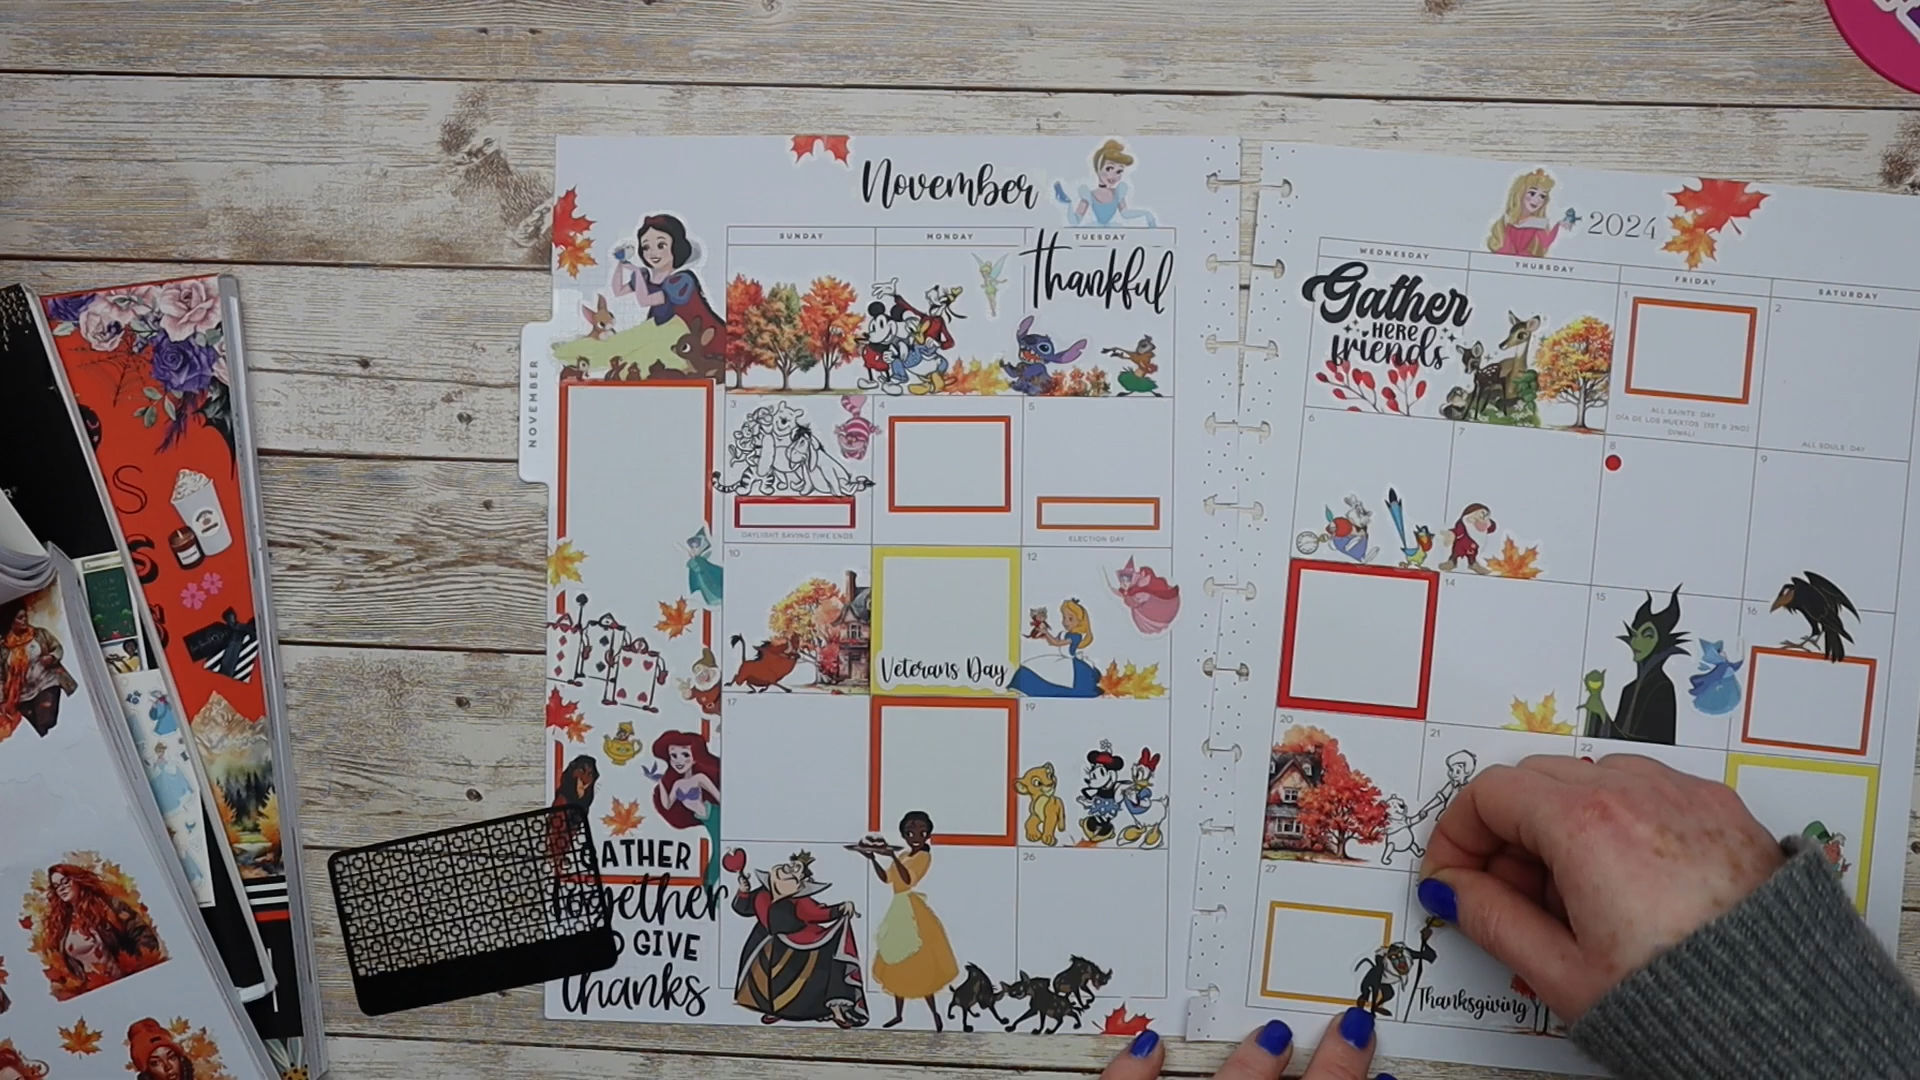 November
2024
NOVEMBER
SUNDAY
MONDAY
TUESDAY
WEDNESDAY
THURSDAY
FRIDAY
SATURDAY
Thankful
Gather
HERE
friends
1
2
ALL SAINTS' DAY
DÍA DE LOS MUERTOS (1ST & 2ND)
DIWALI
ALL SOULS' DAY
3
4
5
6
7
8
9
DAYLIGHT SAVING TIME ENDS
ELECTION DAY
10
12
14
15
16
Veterans Day
17
19
20
21
22
26
27
GATHER
together
GIVE
thanks
Thanksgiving